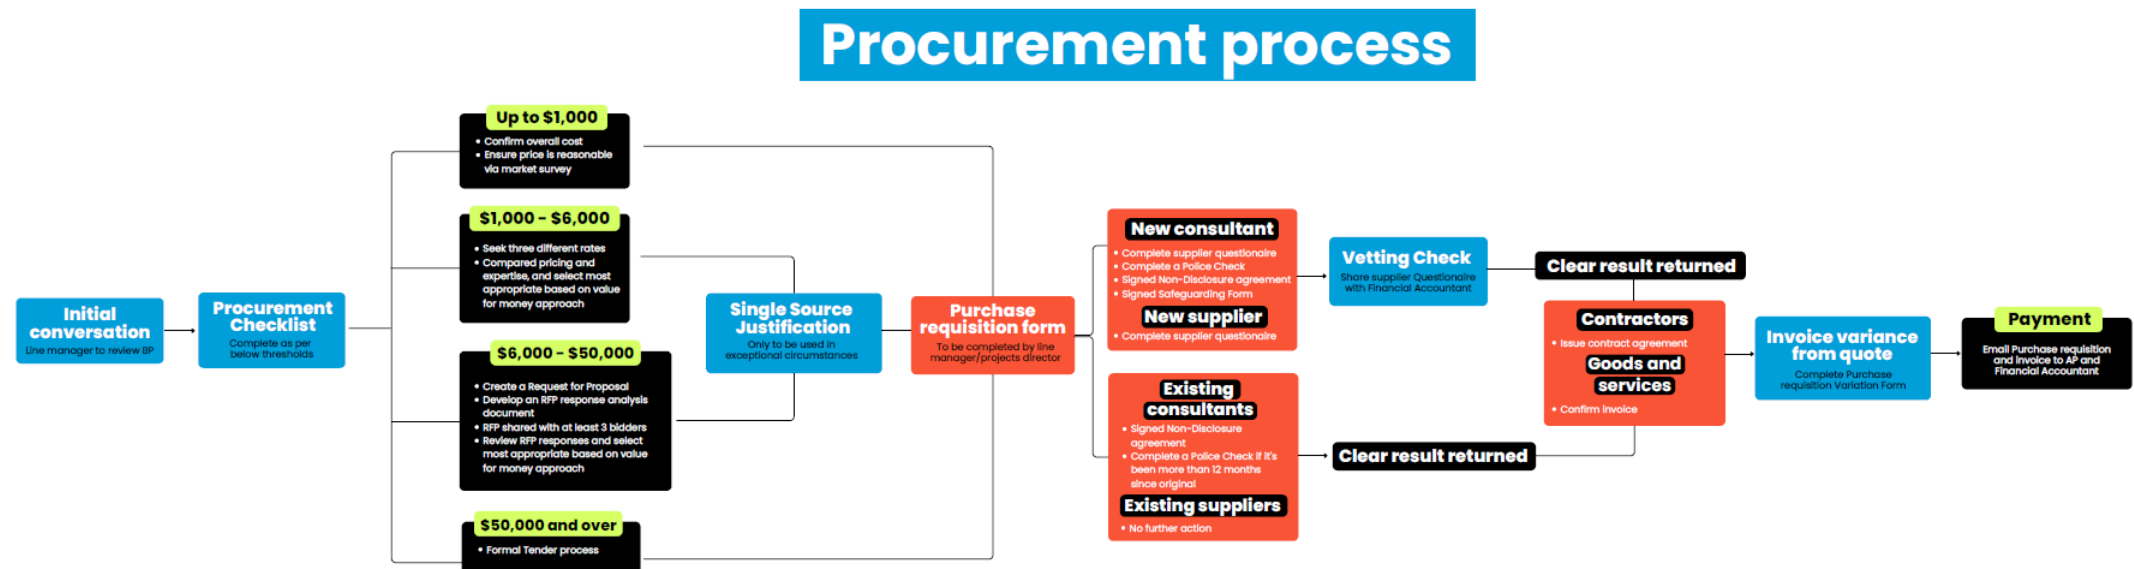 Procurement process
Initial
conversation
Line manager to review BP
Procurement
Checklist
Complete as per
below thresholds
Up to $1,000
• Confirm overall cost
• Ensure price is reasonable
via market survey
$1,000 - $6,000
• Seek three different rates
• Compared pricing and
expertise, and select most
appropriate based on value
for money approach
$6,000 - $50,000
• Create a Request for Proposal
• Develop an RFP response analysis
document
• RFP shared with at least 3 bidders
• Review RFP responses and select
most appropriate based on value
for money approach
$50,000 and over
• Formal Tender process
Single Source
Justification
Only to be used in
exceptional circumstances
Purchase
requisition form
To be completed by line
manager/projects director
New consultant
• Complete supplier questionaire
• Complete a Police Check
• Signed Non-Disclosure agreement
• Signed Safeguarding Form
New supplier
• Complete supplier questionaire
Existing
consultants
• Signed Non-Disclosure
agreement
• Complete a Police Check if it's
been more than 12 months
since original
Existing suppliers
• No further action
Vetting Check
Share supplier Questionaire
with Financial Accountant
Clear result returned
Clear result returned
Contractors
• Issue contract agreement
Goods and
services
• Confirm invoice
Invoice variance
from quote
Complete Purchase
requisition Variation Form
Payment
Email Purchase requisition
and invoice to AP and
Financial Accountant